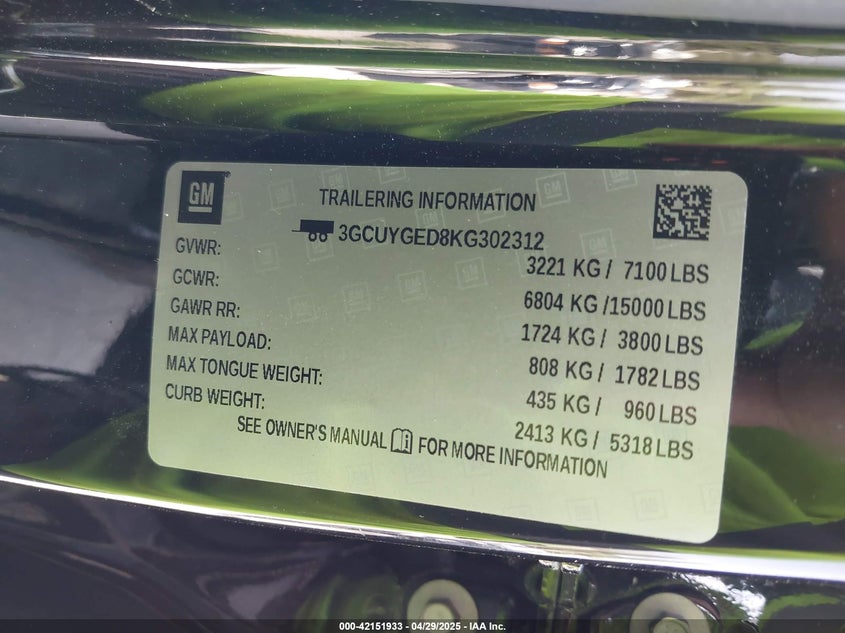 GM
TRAILERING INFORMATION
3GCUYGED8KG302312
GVWR: 3221 KG / 7100 LBS
GCWR: 6804 KG /15000 LBS
GAWR RR: 1724 KG / 3800 LBS
MAX PAYLOAD: 808 KG / 1782 LBS
MAX TONGUE WEIGHT: 435 KG / 960 LBS
CURB WEIGHT: 2413 KG / 5318 LBS
SEE OWNER'S MANUAL FOR MORE INFORMATION
000-42151933 - 04/29/2025 - IAA Inc.